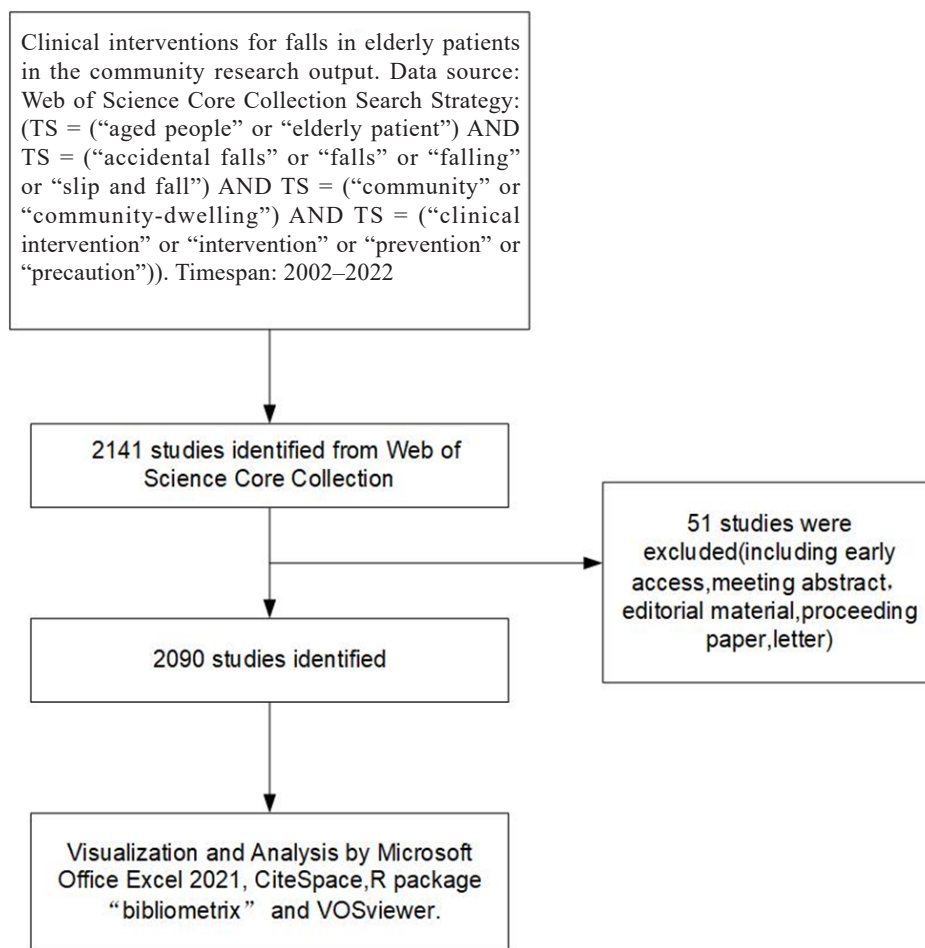 Clinical interventions for falls in elderly patients
in the community research output. Data source:
Web of Science Core Collection Search Strategy:
(TS = (“aged people” or “elderly patient”) AND
TS = (“accidental falls” or “falls” or “falling”
or “slip and fall”) AND TS = (“community” or
“community-dwelling”) AND TS = (“clinical
intervention” or “intervention” or “prevention” or
“precaution”)). Timespan: 2002–2022
2141 studies identified from Web of
Science Core Collection
51 studies were
excluded(including early
access,meeting abstract,
editorial material,proceeding
paper,letter)
2090 studies identified
Visualization and Analysis by Microsoft
Office Excel 2021, CiteSpace,R package
“bibliometrix” and VOSviewer.